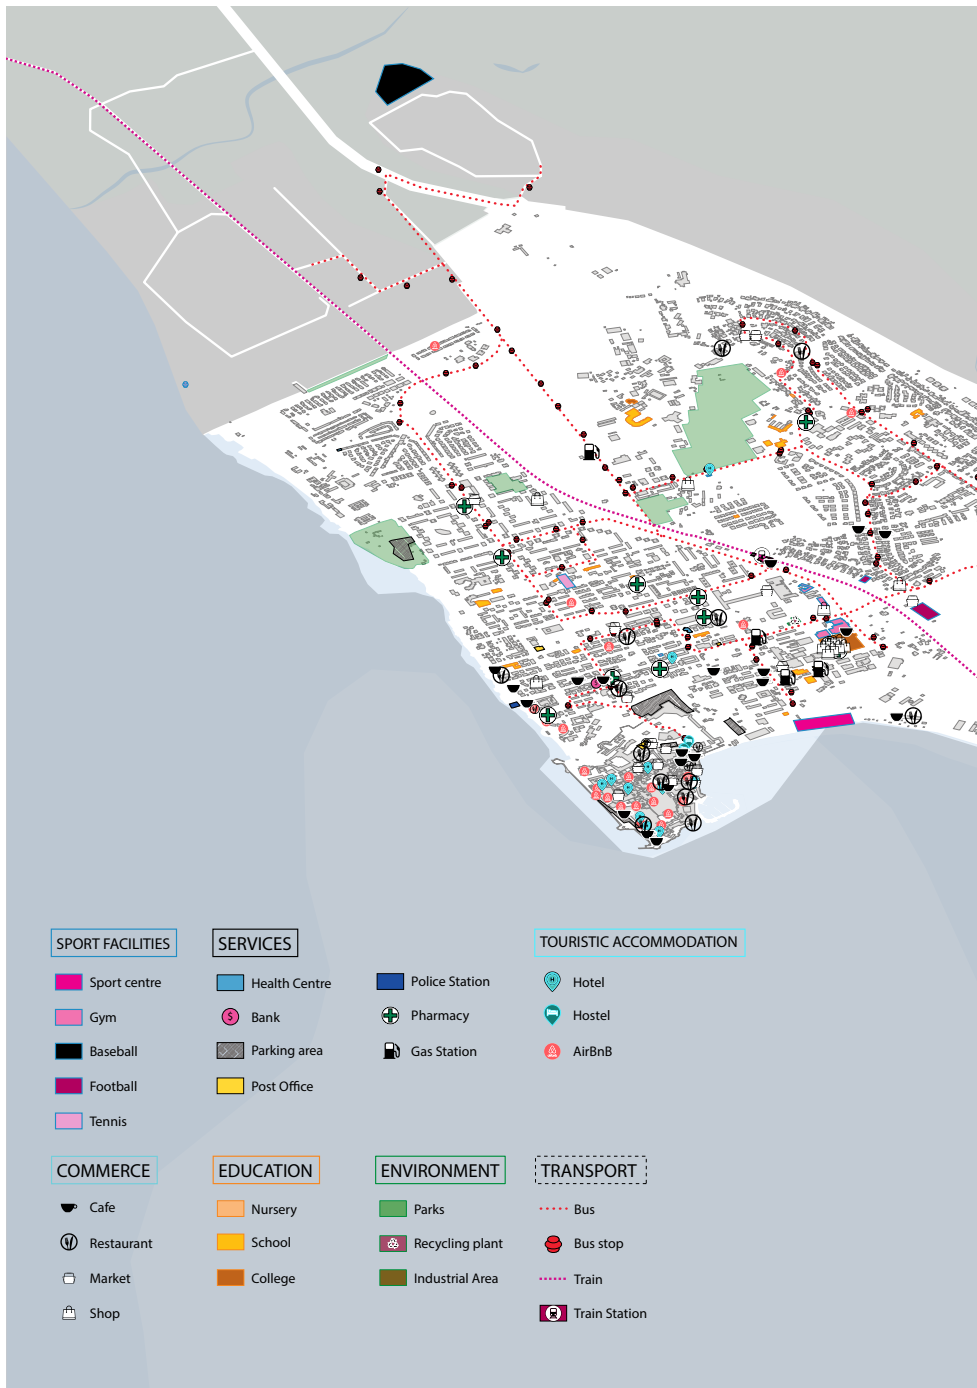 SPORT FACILITIES
Sport centre
Gym
Baseball
Football
Tennis
SERVICES
Health Centre
Bank
Parking area
Post Office
Police Station
Pharmacy
Gas Station
TOURISTIC ACCOMMODATION
Hotel
Hostel
AirBnB
COMMERCE
Cafe
Restaurant
Market
Shop
EDUCATION
Nursery
School
College
ENVIRONMENT
Parks
Recycling plant
Industrial Area
TRANSPORT
Bus
Bus stop
Train
Train Station